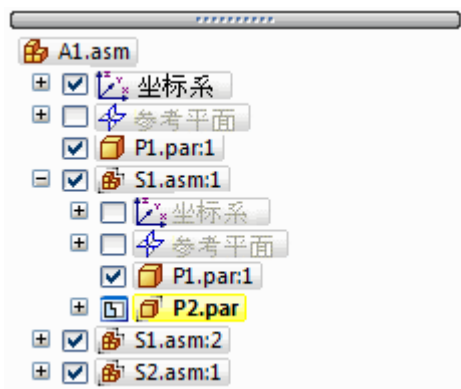 A1.asm
坐标系
参考平面
P1.par:1
S1.asm:1
坐标系
参考平面
P1.par:1
P2.par
S1.asm:2
S2.asm:1